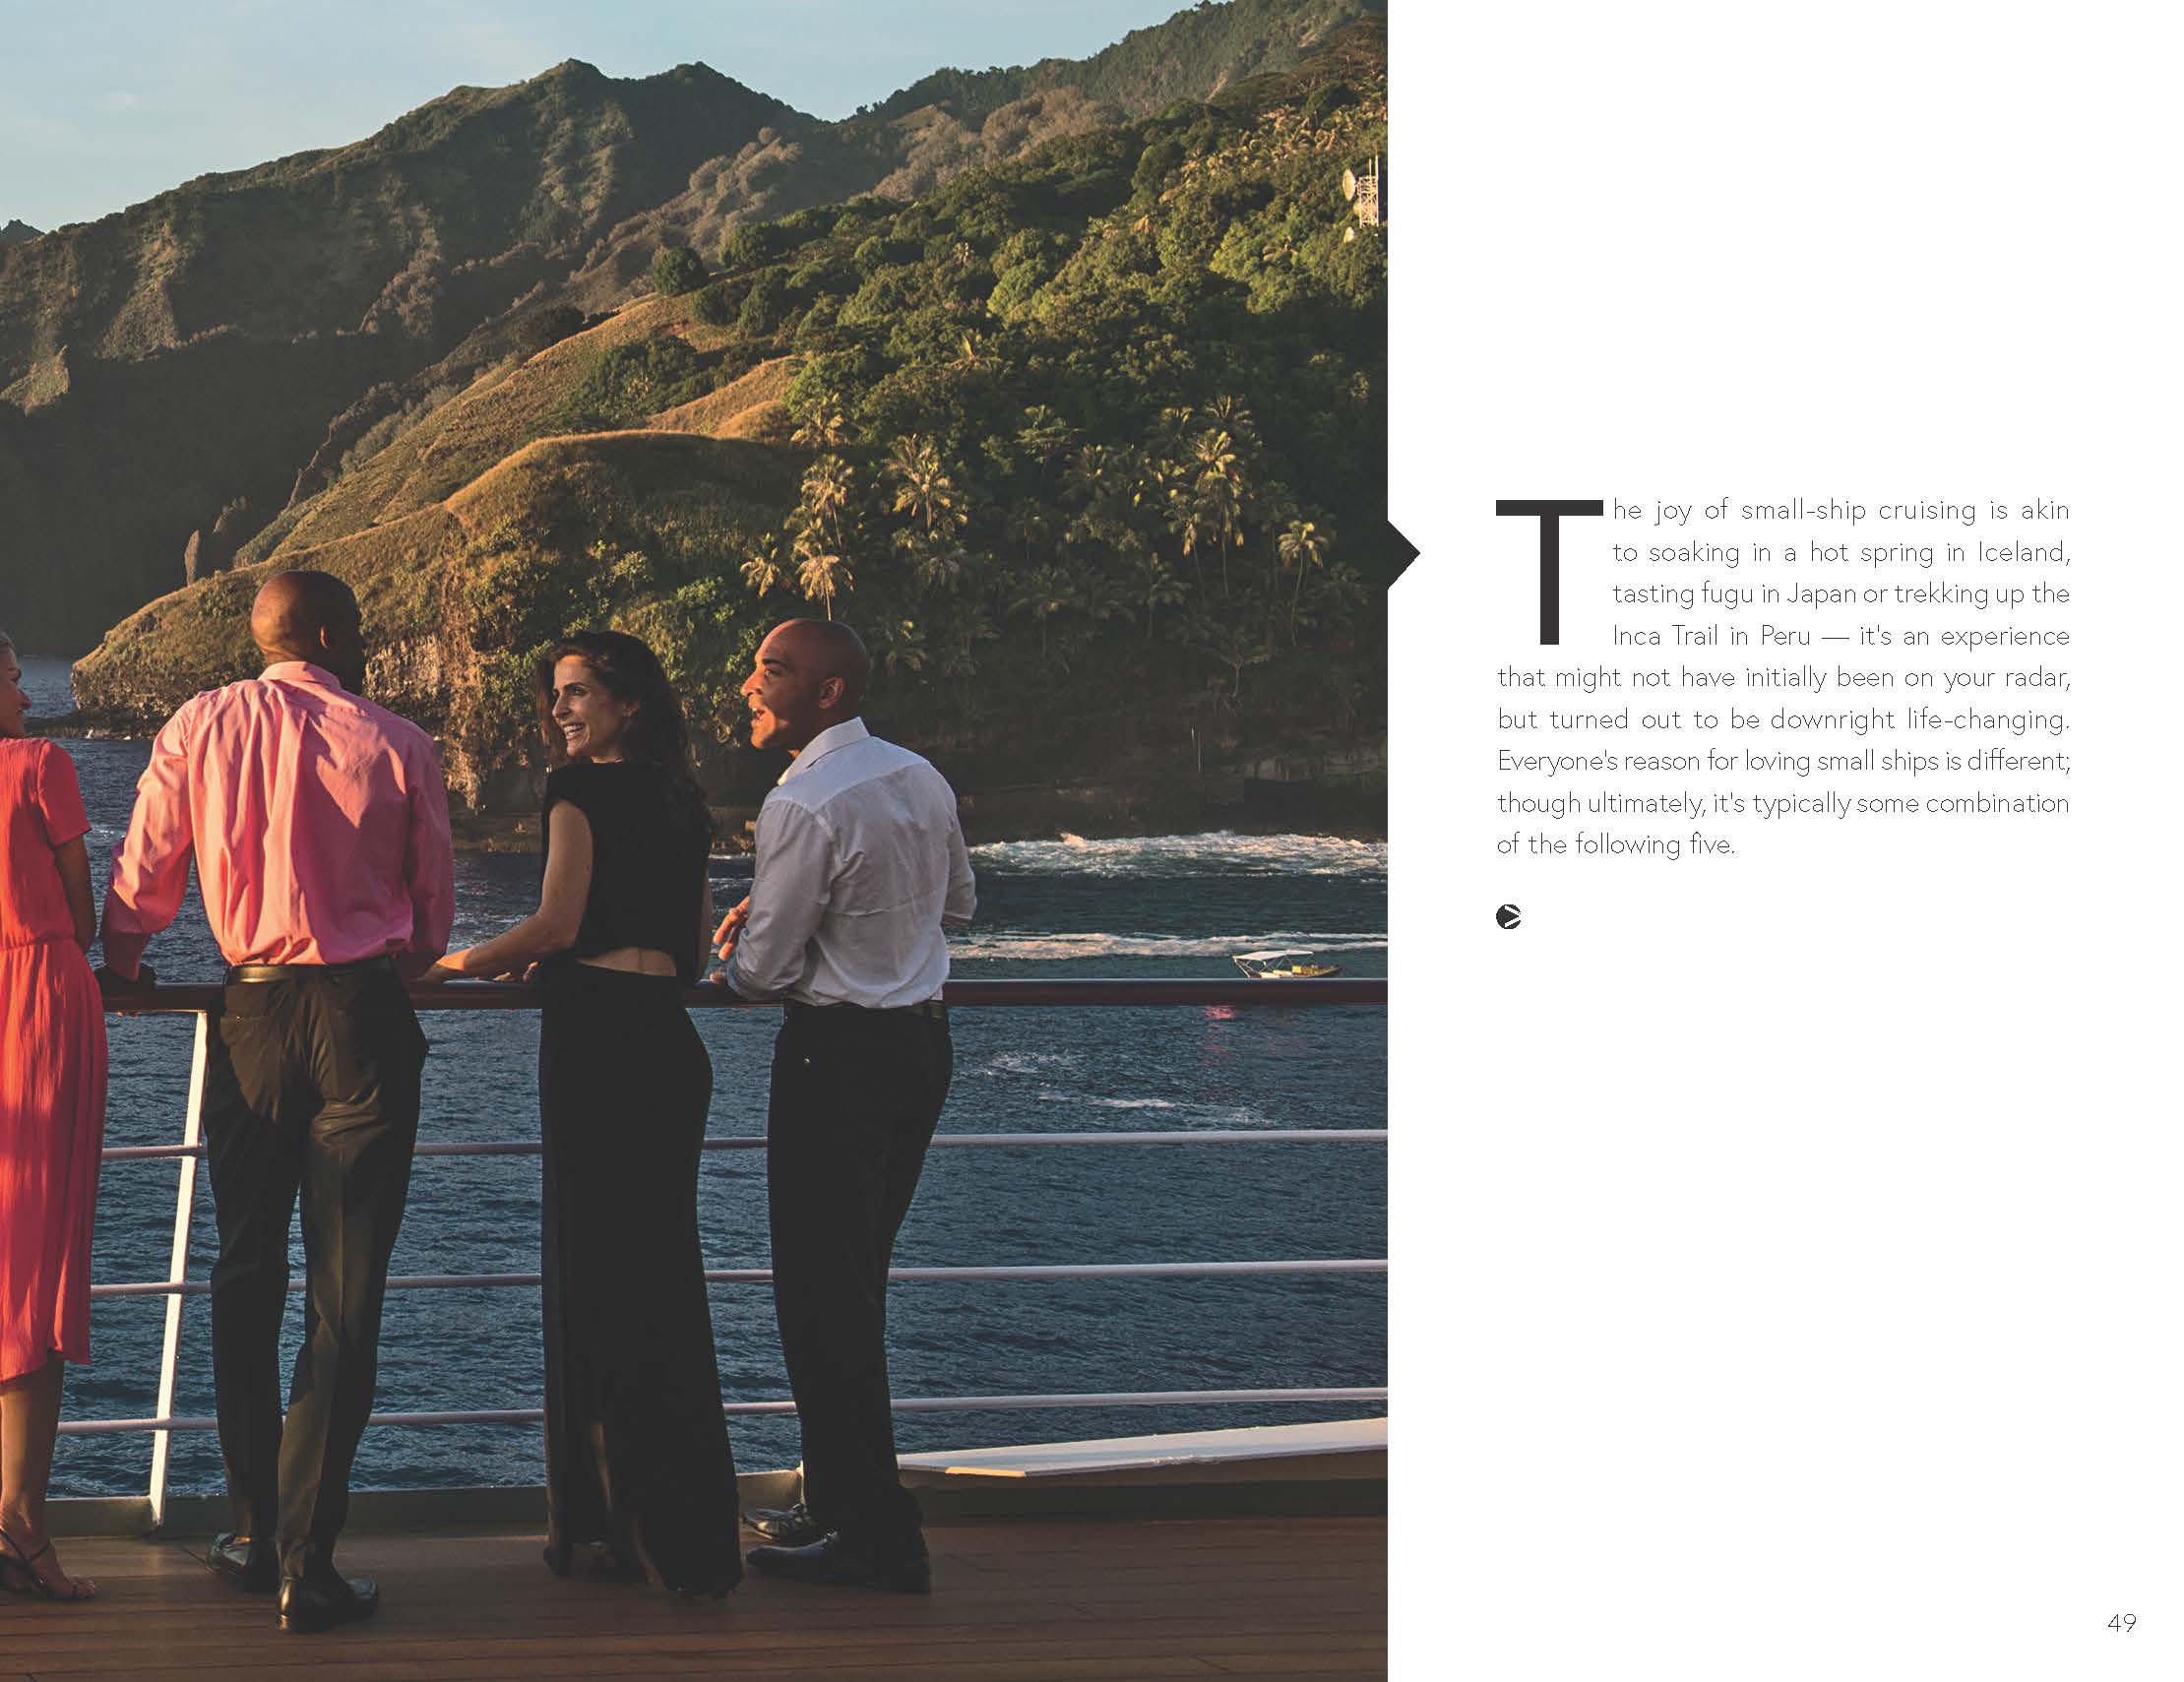 The joy of small-ship cruising is akin
to soaking in a hot spring in Iceland,
tasting fugu in Japan or trekking up the
Inca Trail in Peru — it's an experience
that might not have initially been on your radar,
but turned out to be downright life-changing.
Everyone's reason for loving small ships is different;
though ultimately, it's typically some combination
of the following five.
49